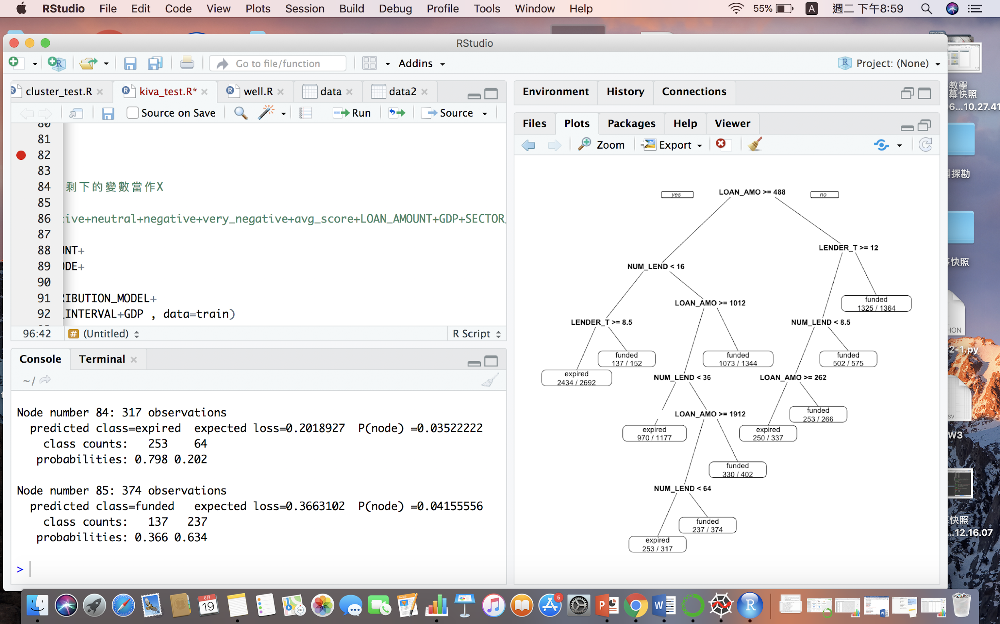 RStudio File Edit Code View Plots Session Build Debug Profile Tools Window Help 55% A 週二 下午8:59
RStudio
Go to file/function Addins Project: (None)
cluster_test.R kiva_test.R* well.R data data2
Source on Save Run Source
80
81
82
83
84 剩下的變數當作X
85
86 tive+neutral+negative+very_negative+avg_score+LOAN_AMOUNT+GDP+SECTOR_
87
88 UNT+
89 ODE+
90
91 RIBUTION_MODEL+
92 _INTERVAL+GDP , data=train)
96:42 # (Untitled) R Script
Console Terminal
~/
Node number 84: 317 observations
predicted class=expired expected loss=0.2018927 P(node) =0.03522222
class counts: 253 64
probabilities: 0.798 0.202
Node number 85: 374 observations
predicted class=funded expected loss=0.3663102 P(node) =0.04155556
class counts: 137 237
probabilities: 0.366 0.634
>
Environment History Connections
Files Plots Packages Help Viewer
Zoom Export
yes LOAN_AMO >= 488 no
LENDER_T >= 12
NUM_LEND < 16
funded
1325 / 1364
LOAN_AMO >= 1012
LENDER_T >= 8.5
NUM_LEND < 8.5
funded
137 / 152
funded
1073 / 1344
funded
502 / 575
expired
2434 / 2692
NUM_LEND < 36
LOAN_AMO >= 262
funded
253 / 266
LOAN_AMO >= 1912
expired
970 / 1177
expired
250 / 337
funded
330 / 402
NUM_LEND < 64
funded
237 / 374
expired
253 / 317
教學
幕快照
06...10.27.41
探勘
快照
HON
2-1.py
SV
W3
快照
...12.16.07
6月
19
3D
PAGES
5